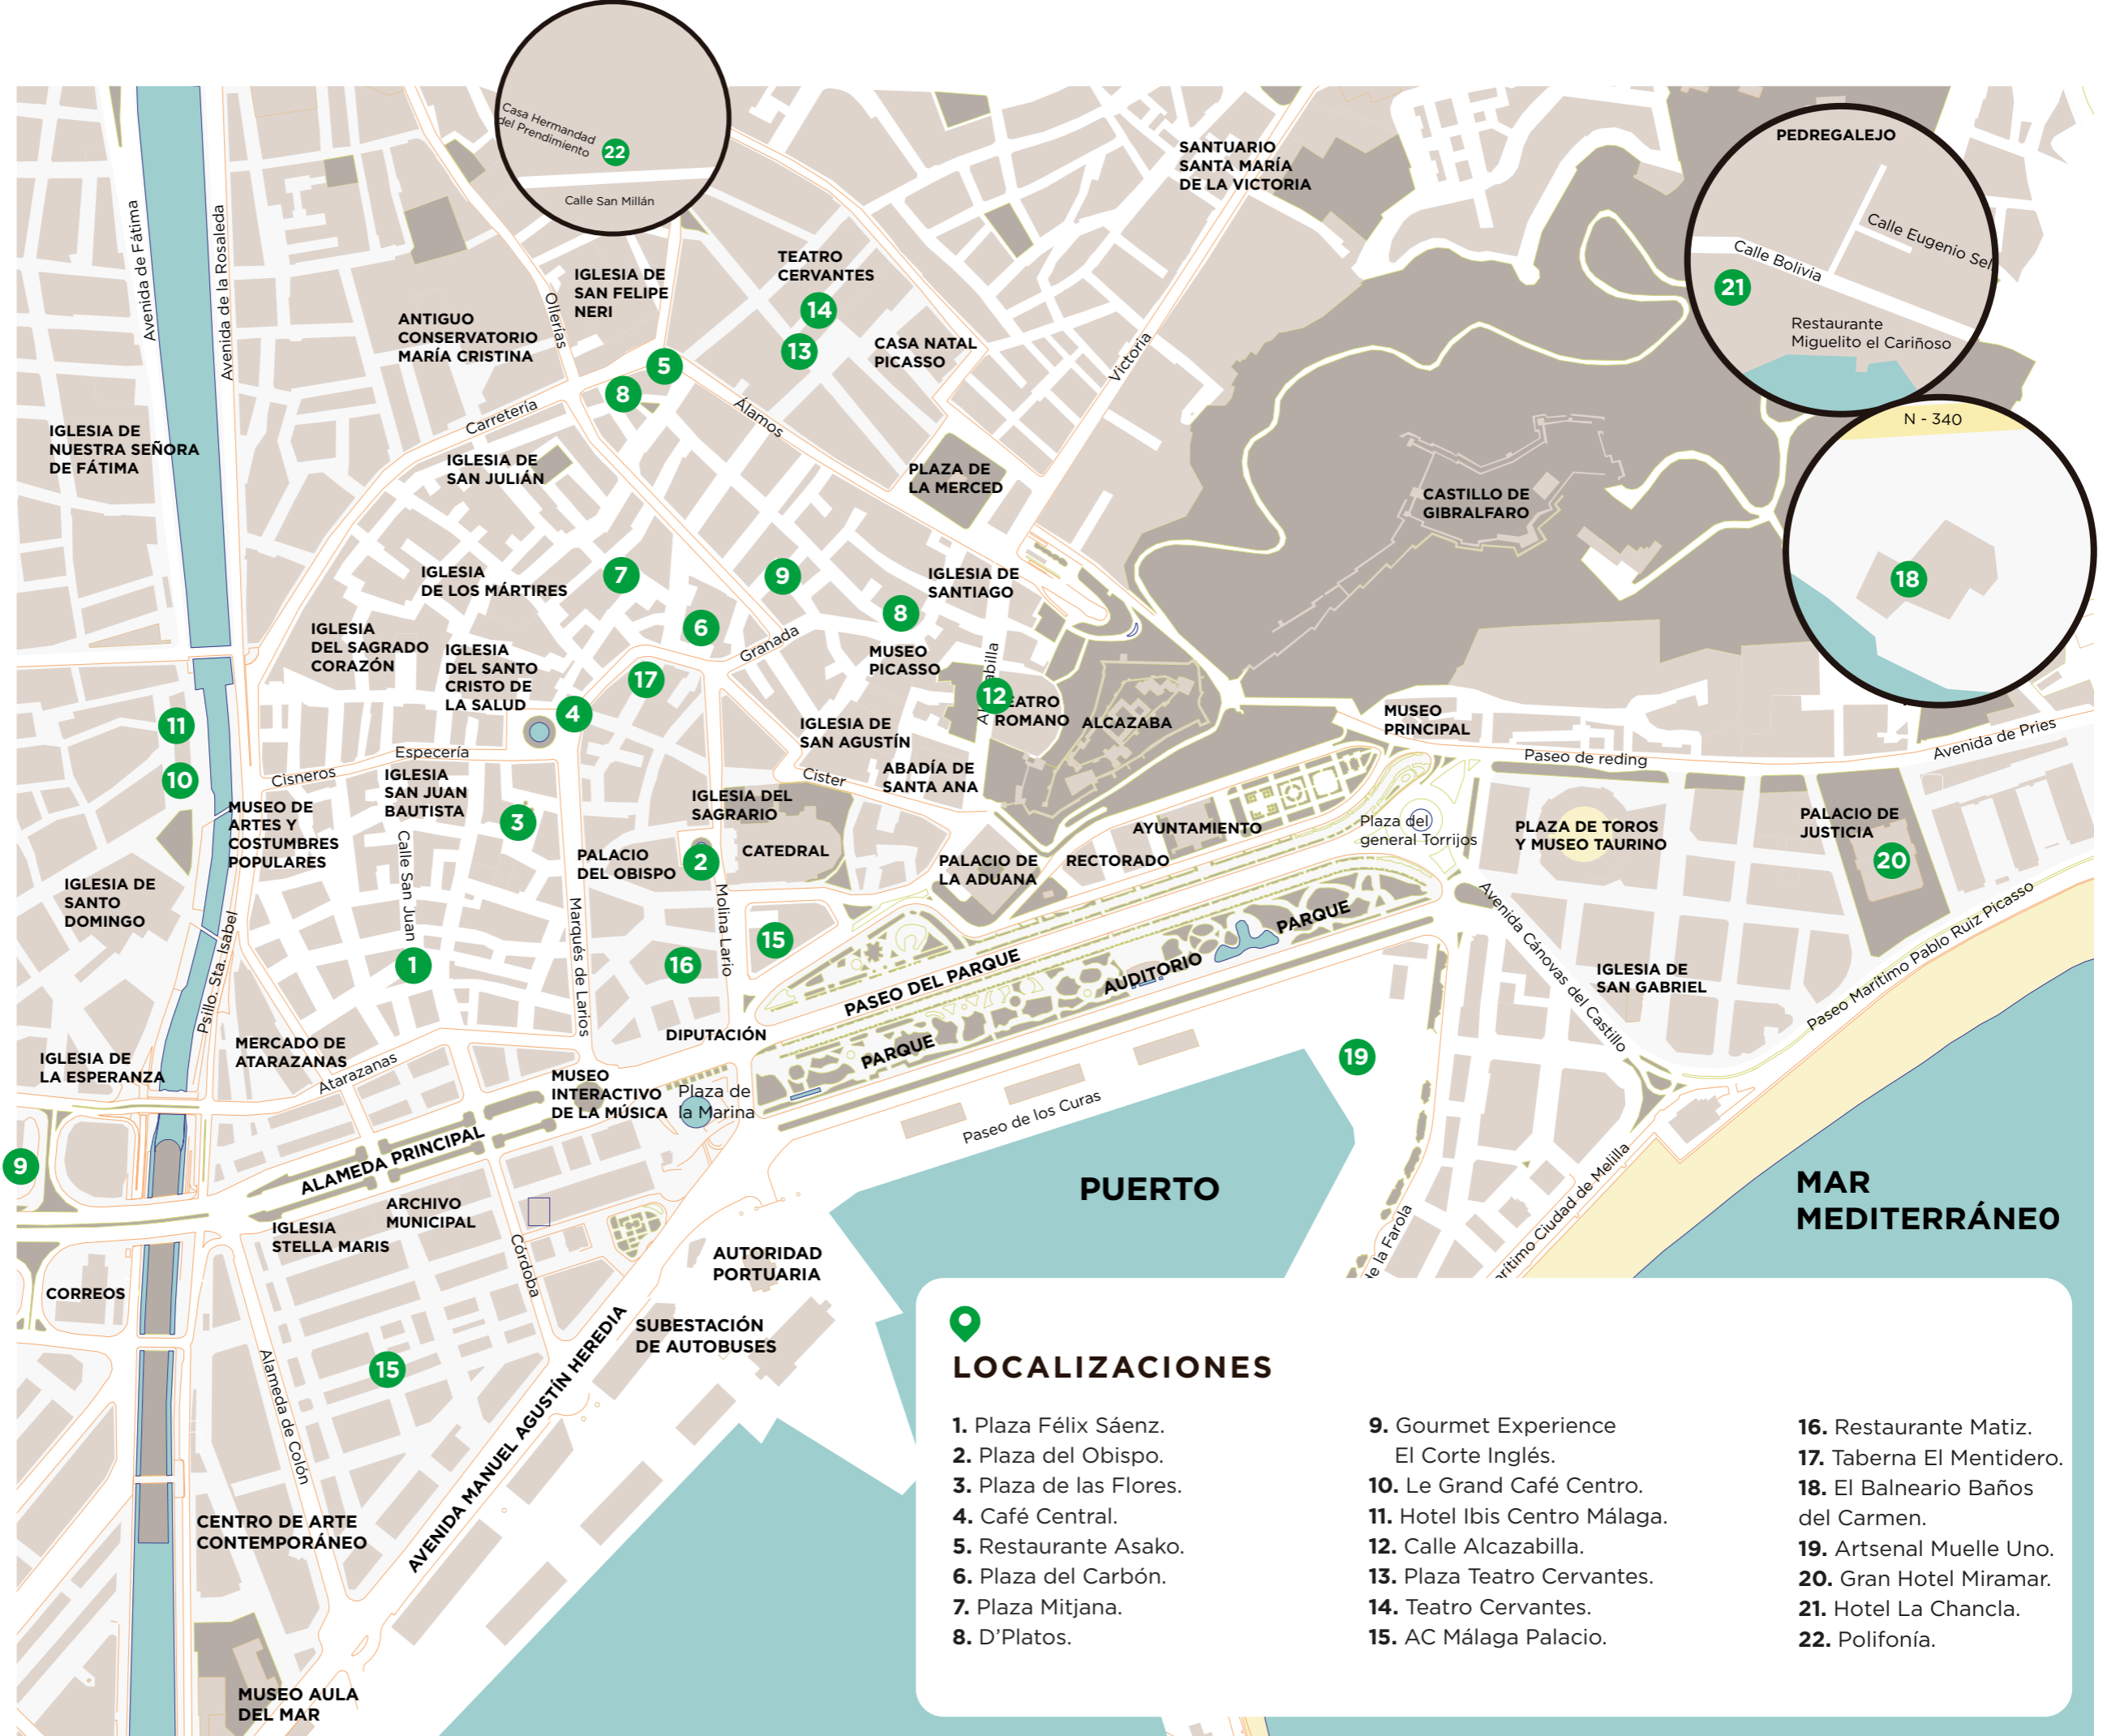 Casa Hermandad
del Prendimiento
22
Calle San Millán
PEDREGALEJO
Calle Eugenio Sel
Calle Bolivia
21
Restaurante
Miguelito el Cariñoso
N - 340
18
SANTUARIO
SANTA MARÍA
DE LA VICTORIA
Avenida de Fátima
Avenida de la Rosaleda
TEATRO
CERVANTES
14
13
IGLESIA DE
SAN FELIPE
NERI
Ollerías
ANTIGUO
CONSERVATORIO
MARÍA CRISTINA
CASA NATAL
PICASSO
Victoria
5
8
Carretería
Álamos
IGLESIA DE
NUESTRA SEÑORA
DE FÁTIMA
IGLESIA DE
SAN JULIÁN
PLAZA DE
LA MERCED
CASTILLO DE
GIBRALFARO
IGLESIA
DE LOS MÁRTIRES
7
9
IGLESIA DE
SANTIAGO
8
6
Granada
IGLESIA
DEL SAGRADO
CORAZÓN
IGLESIA
DEL SANTO
CRISTO DE
LA SALUD
MUSEO
PICASSO
17
4
12
EATRO
ROMANO
ALCAZABA
11
10
IGLESIA DE
SAN AGUSTÍN
MUSEO
PRINCIPAL
Avenida de Pries
Paseo de reding
Especería
Cisneros
Cister
IGLESIA
SAN JUAN
BAUTISTA
ABADÍA DE
SANTA ANA
MUSEO DE
ARTES Y
COSTUMBRES
POPULARES
3
IGLESIA DEL
SAGRARIO
AYUNTAMIENTO
Plaza del
general Torrijos
PLAZA DE TOROS
Y MUSEO TAURINO
PALACIO DE
JUSTICIA
20
Calle San Juan
PALACIO
DEL OBISPO
2
CATEDRAL
PALACIO DE
LA ADUANA
RECTORADO
IGLESIA DE
SANTO
DOMINGO
Psillo. Sta. Isabel
Marqués de Larios
Molina Lario
15
16
1
PARQUE
PASEO DEL PARQUE
AUDITORIO
PARQUE
Avenida Cánovas del Castillo
IGLESIA DE
SAN GABRIEL
Paseo Marítimo Pablo Ruiz Picasso
DIPUTACIÓN
MERCADO DE
ATARAZANAS
Atarazanas
IGLESIA DE
LA ESPERANZA
MUSEO
INTERACTIVO
DE LA MÚSICA
Plaza de
la Marina
19
Paseo de los Curas
9
ALAMEDA PRINCIPAL
PUERTO
MAR
MEDITERRÁNEO
ARCHIVO
MUNICIPAL
IGLESIA
STELLA MARIS
Córdoba
AUTORIDAD
PORTUARIA
de la Farola
arítimo Ciudad de Melilla
CORREOS
SUBESTACIÓN
DE AUTOBUSES
15
Alameda de Colón
AVENIDA MANUEL AGUSTÍN HEREDIA
CENTRO DE ARTE
CONTEMPORÁNEO
MUSEO AULA
DEL MAR
LOCALIZACIONES
1. Plaza Félix Sáenz.
2. Plaza del Obispo.
3. Plaza de las Flores.
4. Café Central.
5. Restaurante Asako.
6. Plaza del Carbón.
7. Plaza Mitjana.
8. D'Platos.
9. Gourmet Experience
El Corte Inglés.
10. Le Grand Café Centro.
11. Hotel Ibis Centro Málaga.
12. Calle Alcazabilla.
13. Plaza Teatro Cervantes.
14. Teatro Cervantes.
15. AC Málaga Palacio.
16. Restaurante Matiz.
17. Taberna El Mentidero.
18. El Balneario Baños
del Carmen.
19. Artsenal Muelle Uno.
20. Gran Hotel Miramar.
21. Hotel La Chancla.
22. Polifonía.